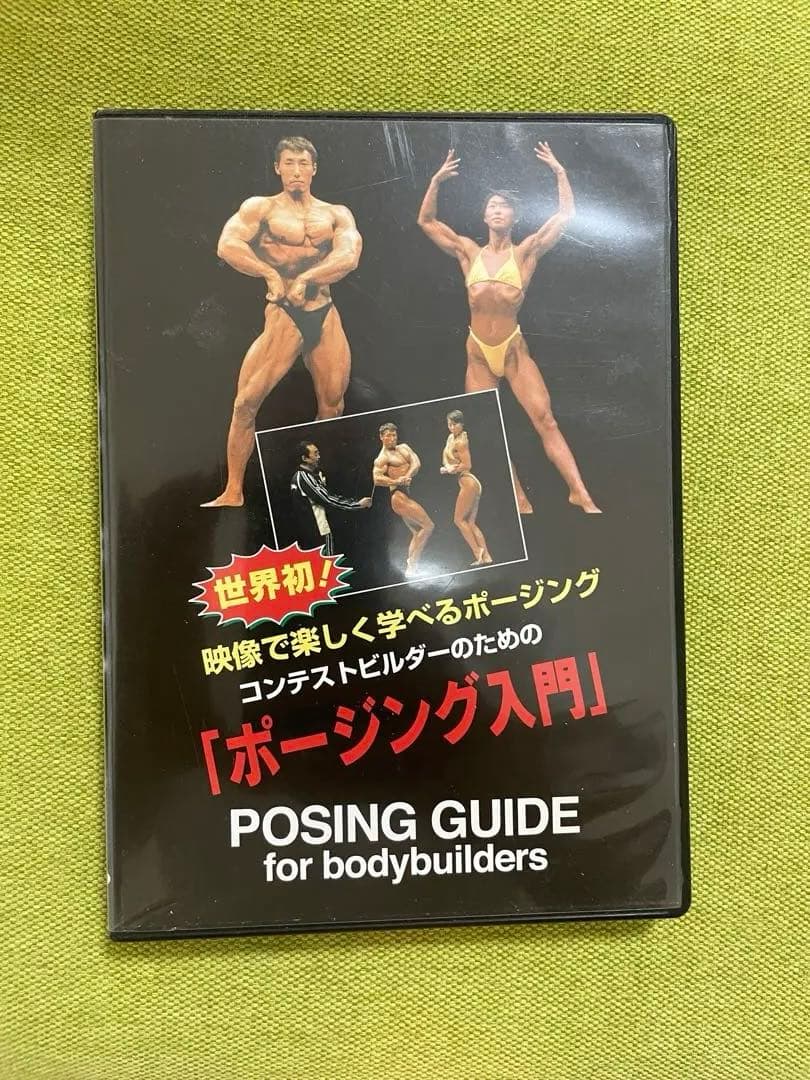 世界初!
映像で楽しく学べるポージング
コンテストビルダーのための
「ポージング入門」
POSING GUIDE
for bodybuilders